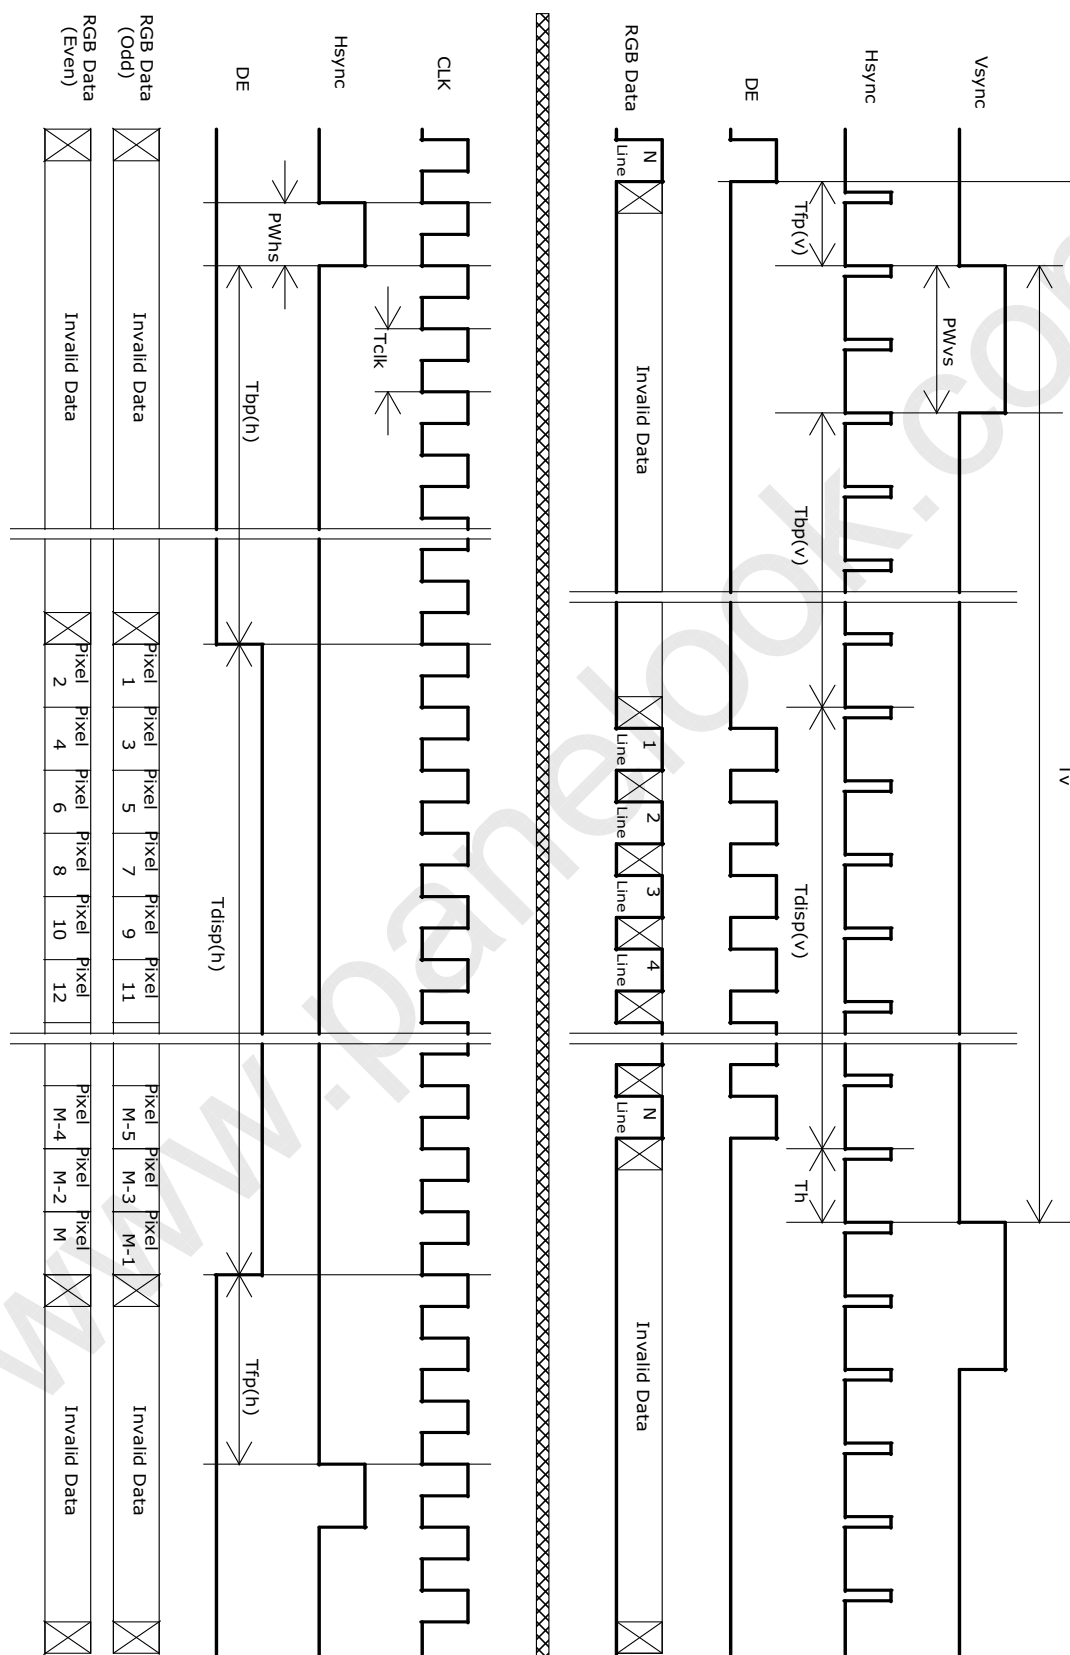 Vsync
Tv
PWvs
Hsync
Tfp(v)
Tbp(v)
Tdisp(v)
Th
DE
RGB Data
Line N
Invalid Data
Line 1
Line 2
Line 3
Line 4
Line N
Invalid Data
CLK
Tclk
Hsync
PWhs
DE
Tbp(h)
Tdisp(h)
Tfp(h)
RGB Data
(Odd)
Invalid Data
Pixel 1
Pixel 3
Pixel 5
Pixel 7
Pixel 9
Pixel 11
Pixel M-5
Pixel M-3
Pixel M-1
Invalid Data
RGB Data
(Even)
Invalid Data
Pixel 2
Pixel 4
Pixel 6
Pixel 8
Pixel 10
Pixel 12
Pixel M-4
Pixel M-2
Pixel M
Invalid Data
www.panelook.com